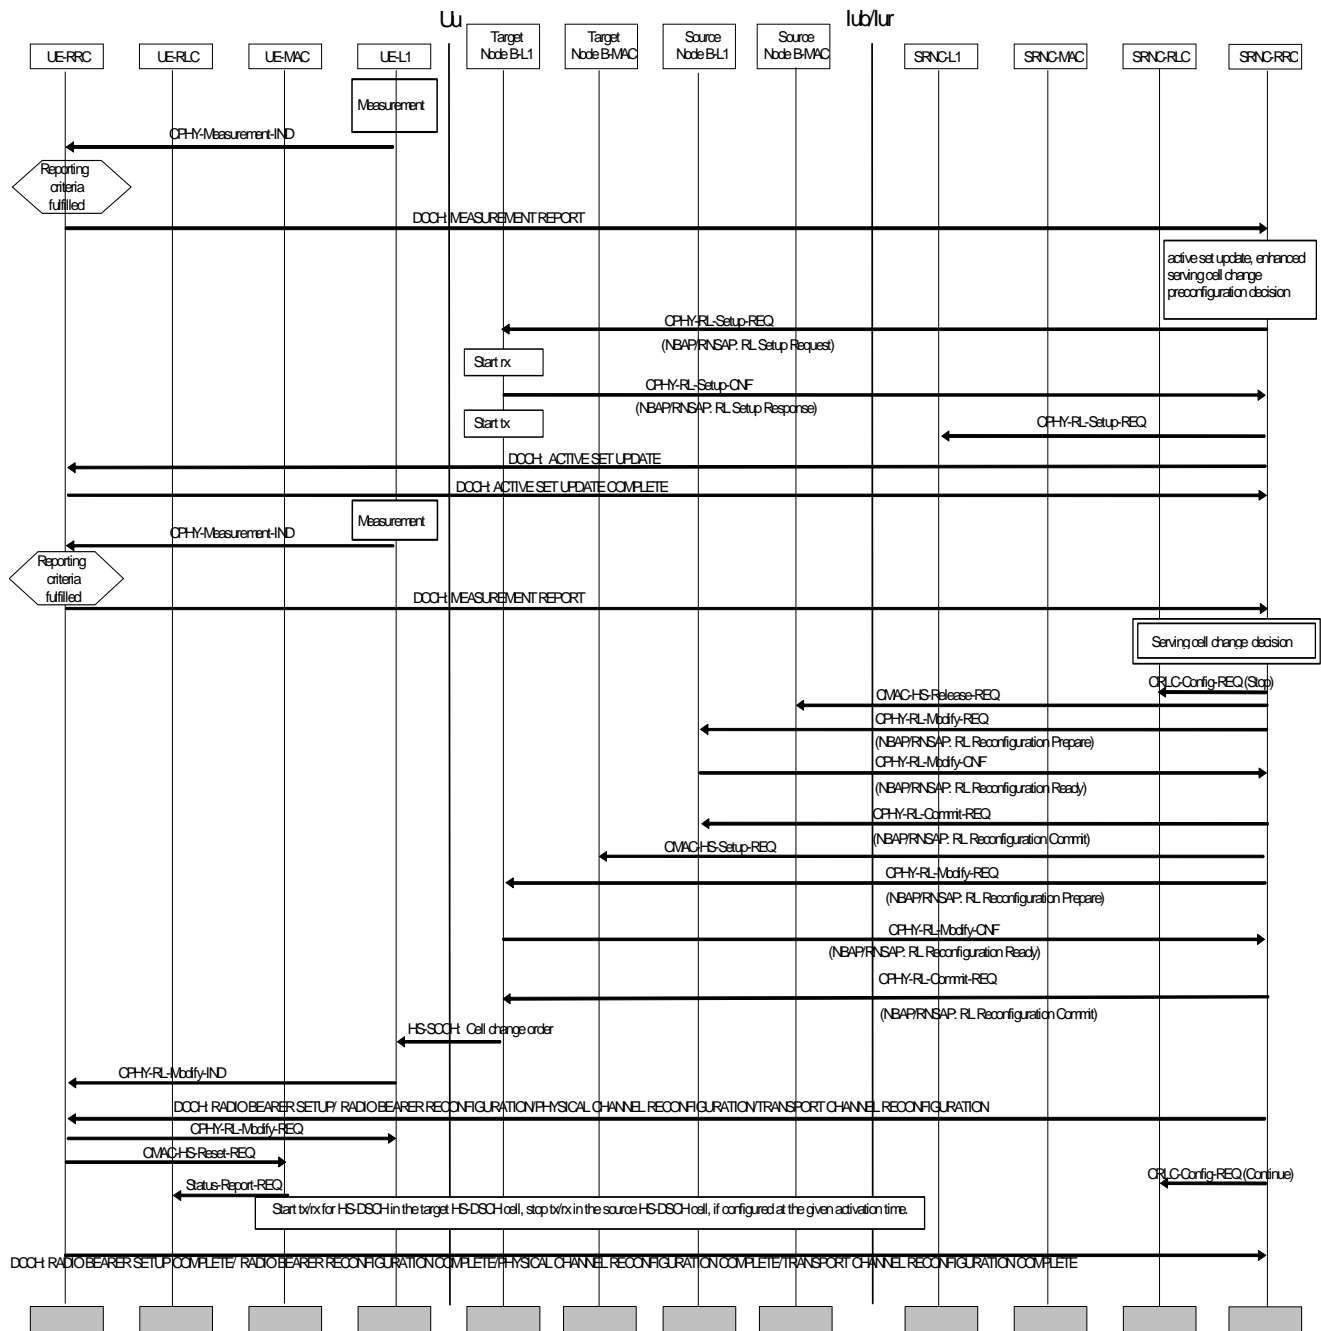 Uu
Iub/Iur
UE-RRC
UE-RLC
UE-MAC
UE-L1
Target
Node B-L1
Target
Node B-MAC
Source
Node B-L1
Source
Node B-MAC
SRNC-L1
SRNC-MAC
SRNC-RLC
SRNC-RRC
Measurement
CPHY-Measurement-IND
Reporting
criteria
fulfilled
DCCH: MEASUREMENT REPORT
active set update, enhanced
serving cell change
preconfiguration decision
CPHY-RL-Setup-REQ
(NBAP/RNSAP: RL Setup Request)
Start rx
CPHY-RL-Setup-CNF
(NBAP/RNSAP: RL Setup Response)
Start tx
CPHY-RL-Setup-REQ
DCCH: ACTIVE SET UPDATE
DCCH: ACTIVE SET UPDATE COMPLETE
Measurement
CPHY-Measurement-IND
Reporting
criteria
fulfilled
DCCH: MEASUREMENT REPORT
Serving cell change decision
CRLC-Config-REQ (Stop)
CMAC-HS-Release-REQ
CPHY-RL-Modify-REQ
(NBAP/RNSAP: RL Reconfiguration Prepare)
CPHY-RL-Modify-CNF
(NBAP/RNSAP: RL Reconfiguration Ready)
CPHY-RL-Commit-REQ
(NBAP/RNSAP: RL Reconfiguration Commit)
CMAC-HS-Setup-REQ
CPHY-RL-Modify-REQ
(NBAP/RNSAP: RL Reconfiguration Prepare)
CPHY-RL-Modify-CNF
(NBAP/RNSAP: RL Reconfiguration Ready)
CPHY-RL-Commit-REQ
(NBAP/RNSAP: RL Reconfiguration Commit)
HS-SCCH: Cell change order
CPHY-RL-Modify-IND
DCCH: RADIO BEARER SETUP/ RADIO BEARER RECONFIGURATION/PHYSICAL CHANNEL RECONFIGURATION/TRANSPORT CHANNEL RECONFIGURATION
CPHY-RL-Modify-REQ
CMAC-HS-Reset-REQ
Status-Report-REQ
CRLC-Config-REQ (Continue)
Start tx/rx for HS-DSCH in the target HS-DSCH cell, stop tx/rx in the source HS-DSCH cell, if configured at the given activation time.
DCCH: RADIO BEARER SETUP COMPLETE/ RADIO BEARER RECONFIGURATION COMPLETE/PHYSICAL CHANNEL RECONFIGURATION COMPLETE/TRANSPORT CHANNEL RECONFIGURATION COMPLETE